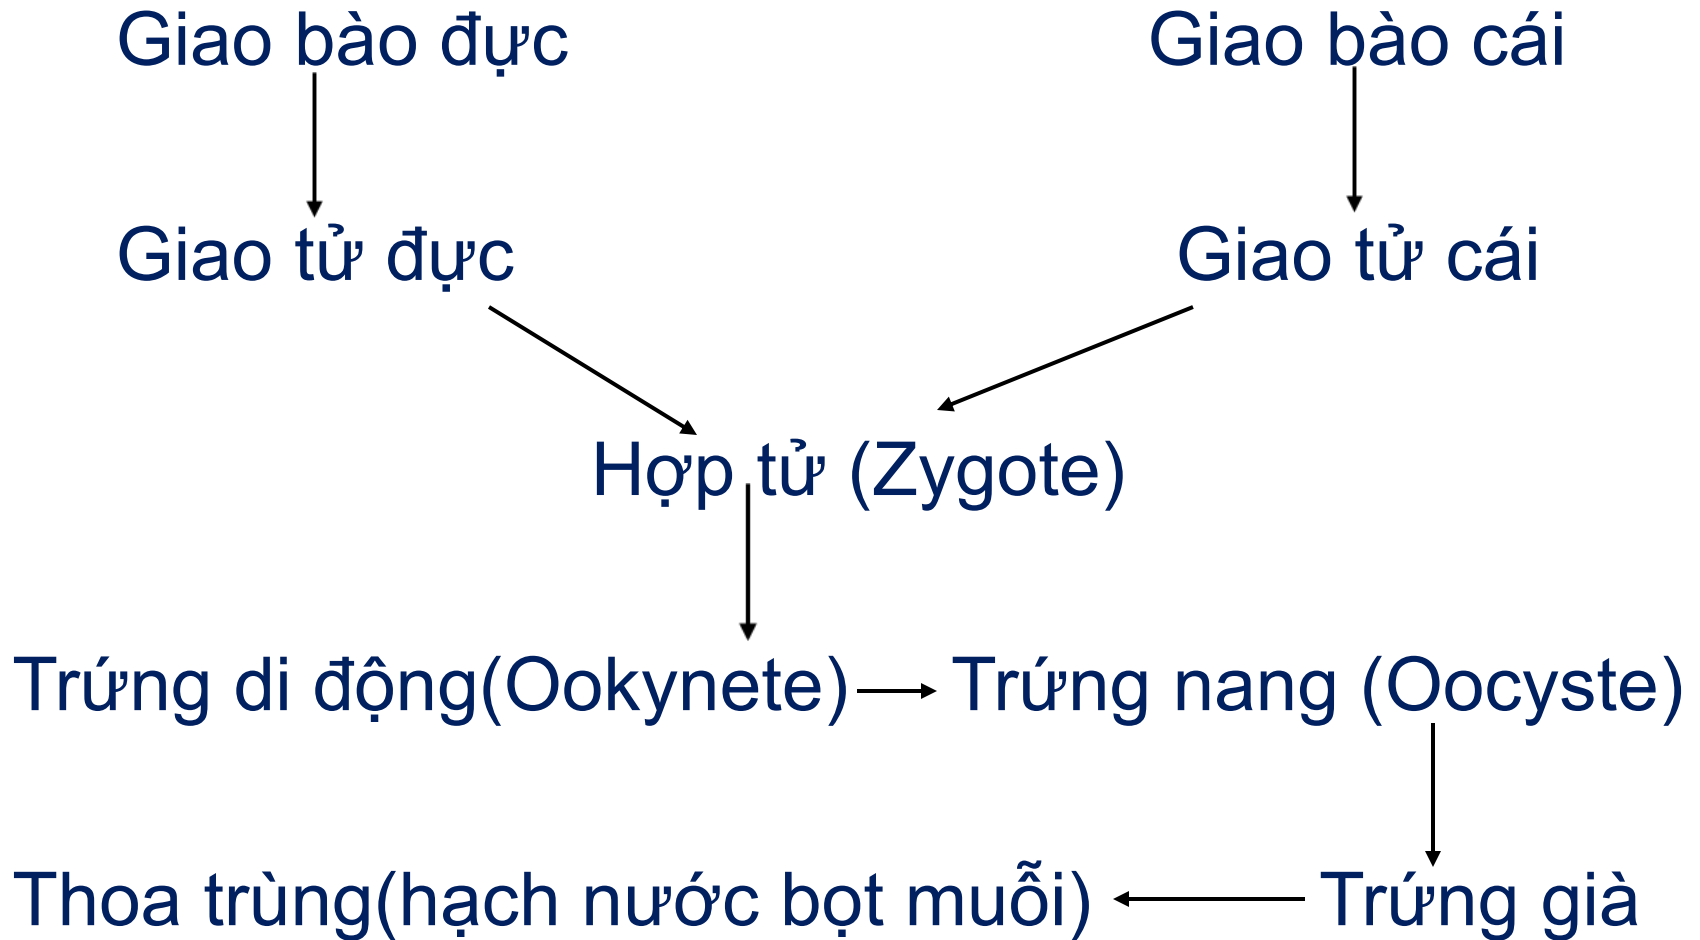 Giao bào đực
Giao bào cái
Giao tử đực
Giao tử cái
Hợp tử (Zygote)
Trứng di động(Ookynete)
Trứng nang (Oocyste)
Thoa trùng(hạch nước bọt muỗi)
Trứng già